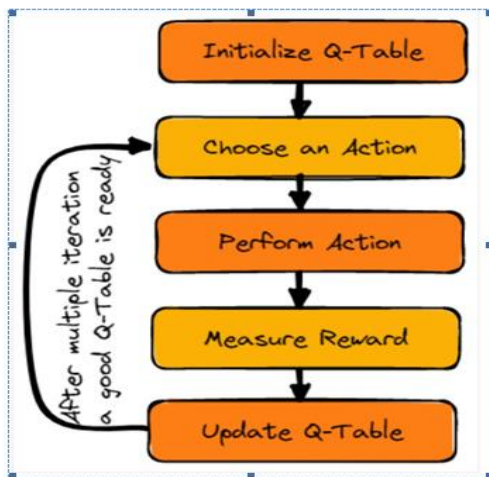 Initialize Q-Table
Choose an Action
Perform Action
Measure Reward
Update Q-Table
After multiple iteration
a good Q-Table is ready